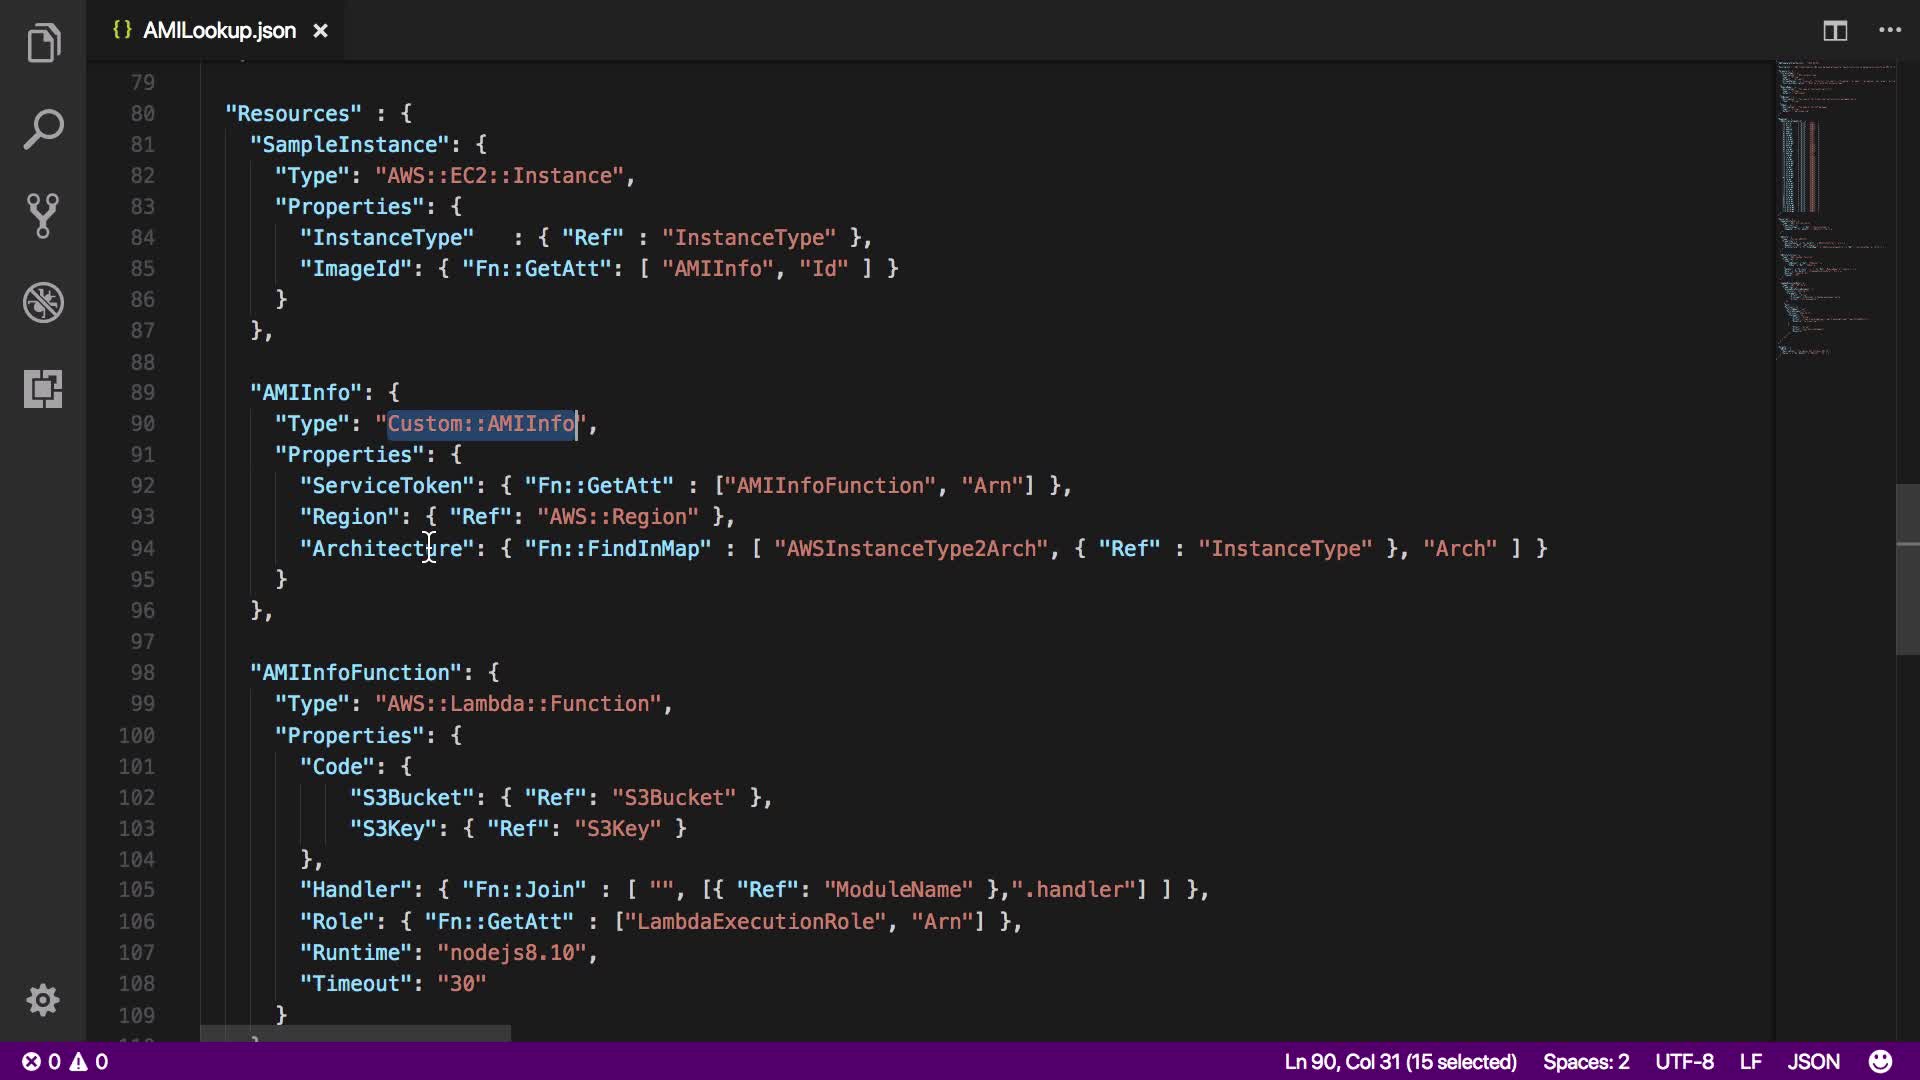 {} AMILookup.json ×
79
80 "Resources" : {
81 "SampleInstance": {
82 "Type": "AWS::EC2::Instance",
83 "Properties": {
84 "InstanceType"   : { "Ref" : "InstanceType" },
85 "ImageId": { "Fn::GetAtt": [ "AMIInfo", "Id" ] }
86 }
87 },
88
89 "AMIInfo": {
90 "Type": "Custom::AMIInfo",
91 "Properties": {
92 "ServiceToken": { "Fn::GetAtt" : ["AMIInfoFunction", "Arn"] },
93 "Region": { "Ref": "AWS::Region" },
94 "Architecture": { "Fn::FindInMap" : [ "AWSInstanceType2Arch", { "Ref" : "InstanceType" }, "Arch" ] }
95 }
96 },
97
98 "AMIInfoFunction": {
99 "Type": "AWS::Lambda::Function",
100 "Properties": {
101 "Code": {
102 "S3Bucket": { "Ref": "S3Bucket" },
103 "S3Key": { "Ref": "S3Key" }
104 },
105 "Handler": { "Fn::Join" : [ "", [{ "Ref": "ModuleName" },".handler"] ] },
106 "Role": { "Fn::GetAtt" : ["LambdaExecutionRole", "Arn"] },
107 "Runtime": "nodejs8.10",
108 "Timeout": "30"
109 }
0 0 Ln 90, Col 31 (15 selected) Spaces: 2 UTF-8 LF JSON